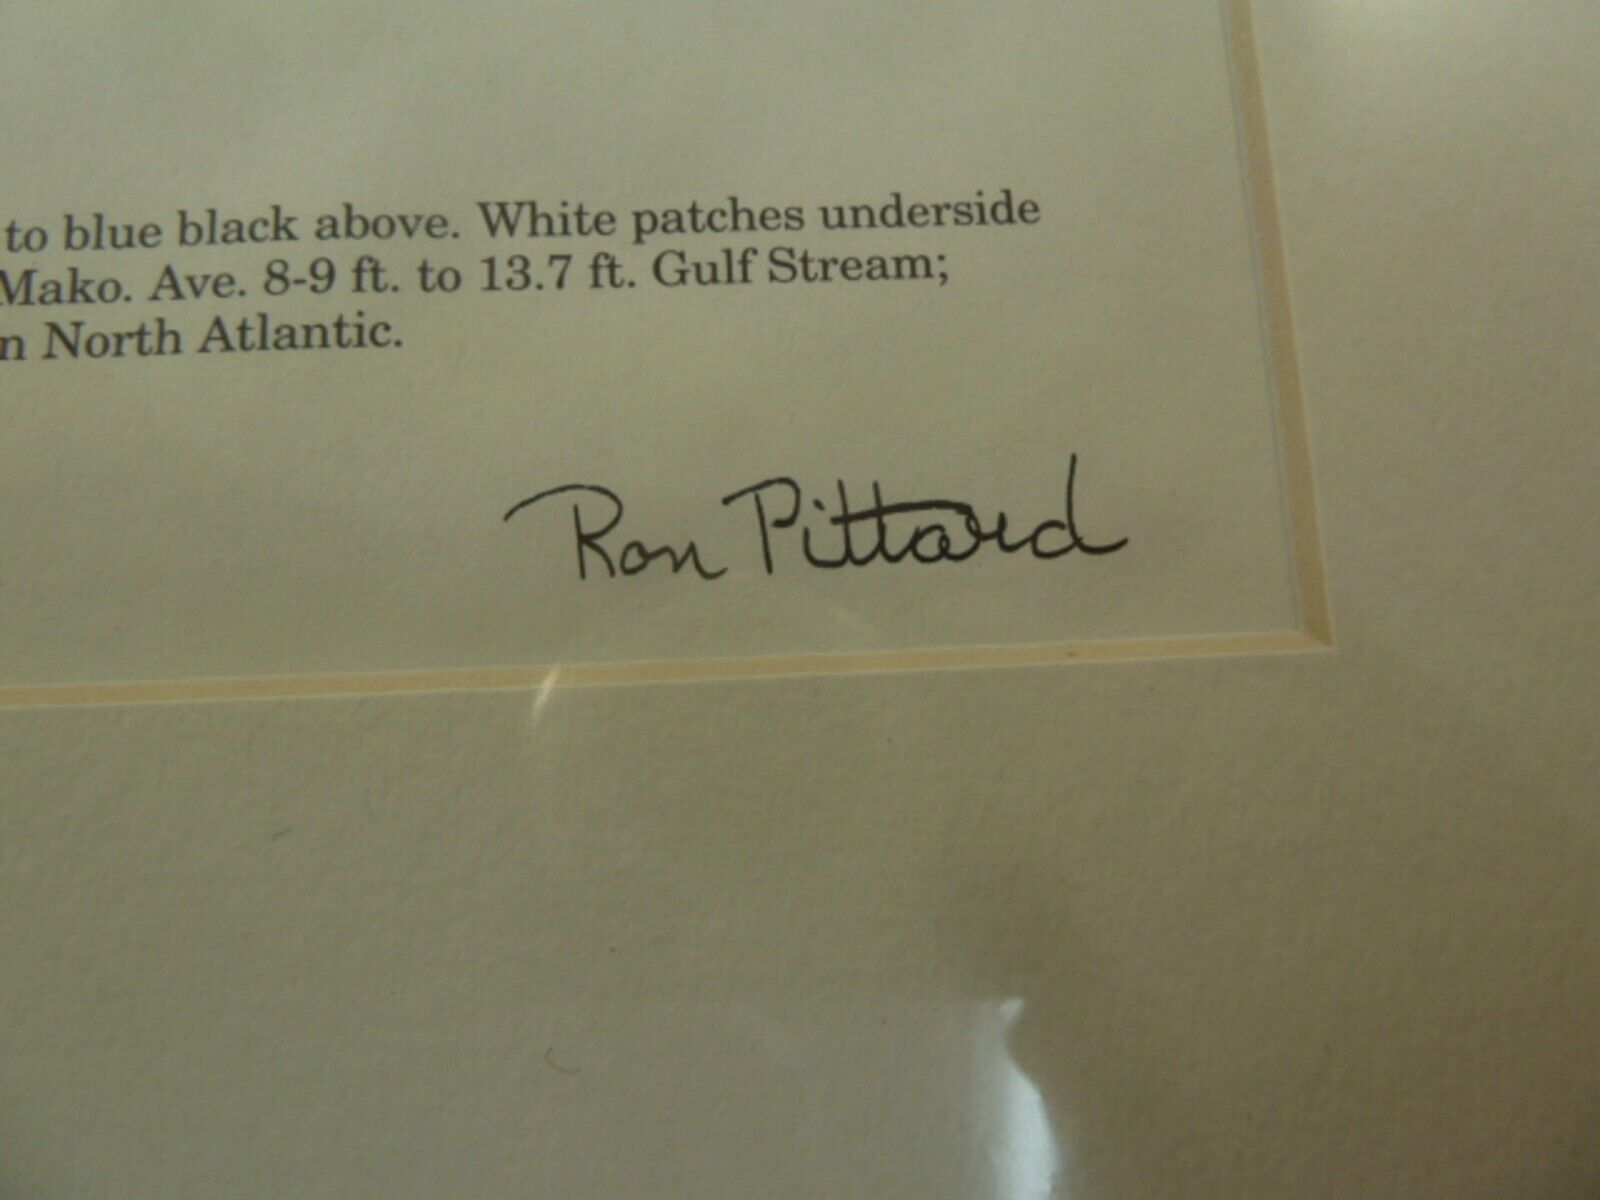 to blue black above. White patches underside
Mako. Ave. 8-9 ft. to 13.7 ft. Gulf Stream;
n North Atlantic.
Ron Pittard